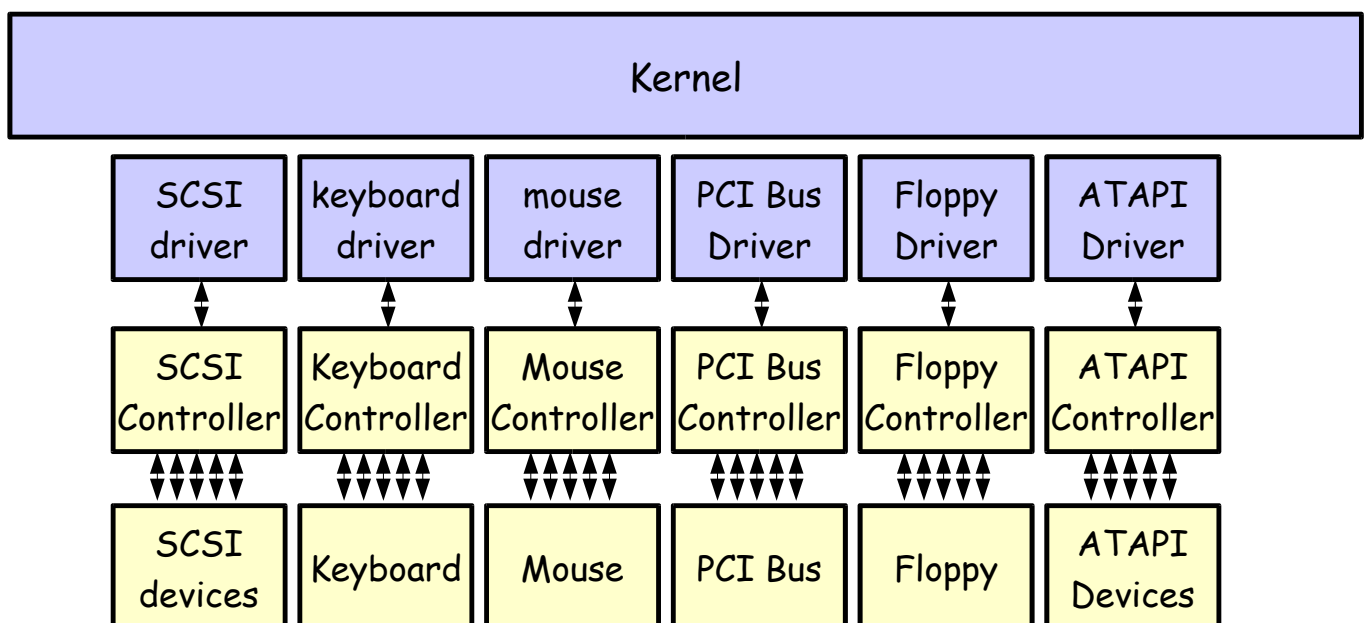 Kernel
SCSI
driver
keyboard
driver
mouse
driver
PCI Bus
Driver
Floppy
Driver
ATAPI
Driver
SCSI
Controller
Keyboard
Controller
Mouse
Controller
PCI Bus
Controller
Floppy
Controller
ATAPI
Controller
SCSI
devices
Keyboard
Mouse
PCI Bus
Floppy
ATAPI
Devices